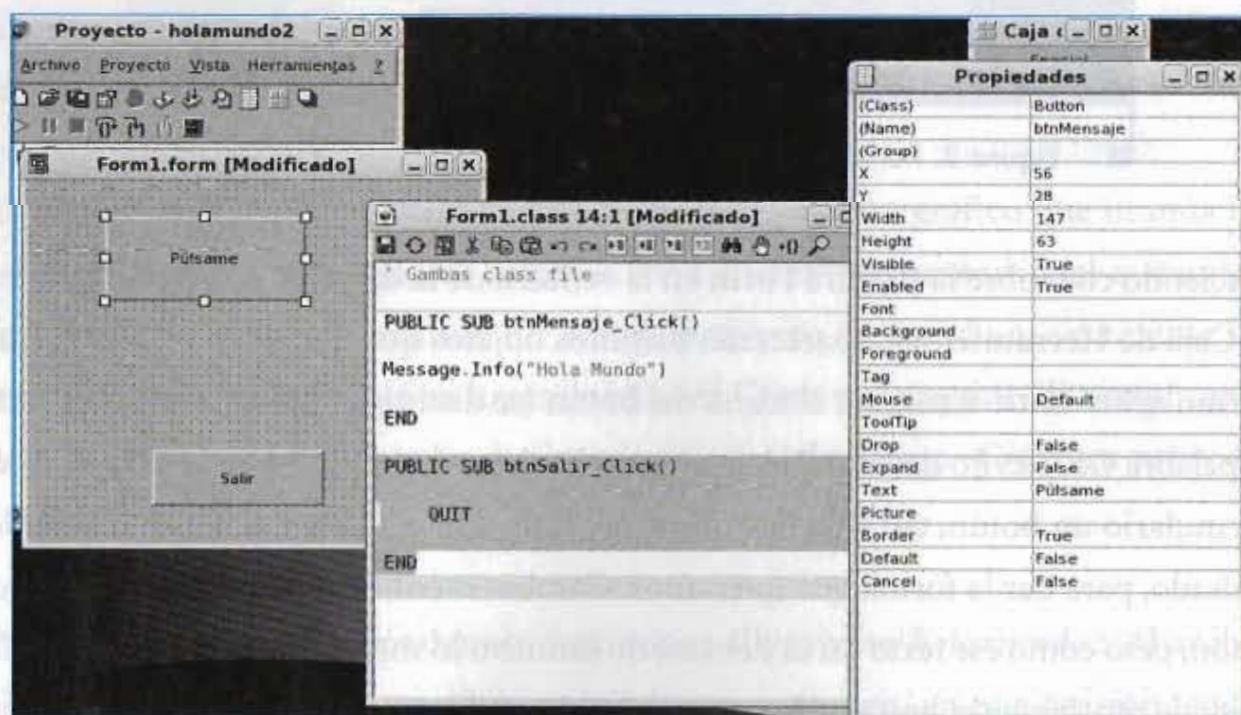 Proyecto - holamundo2
Archivo Proyecto Vista Herramientas ?
Form1.form [Modificado]
Púlsame
Salir
Form1.class 14:1 [Modificado]
' Gambas class file
PUBLIC SUB btnMensaje_Click()
Message.Info("Hola Mundo")
END
PUBLIC SUB btnSalir_Click()
QUIT
END
Caja
Propiedades
(Class) Button
(Name) btnMensaje
(Group)
X 56
Y 28
Width 147
Height 63
Visible True
Enabled True
Font
Background
Foreground
Tag
Mouse Default
ToolTip
Drop False
Expand False
Text Púlsame
Picture
Border True
Default False
Cancel False